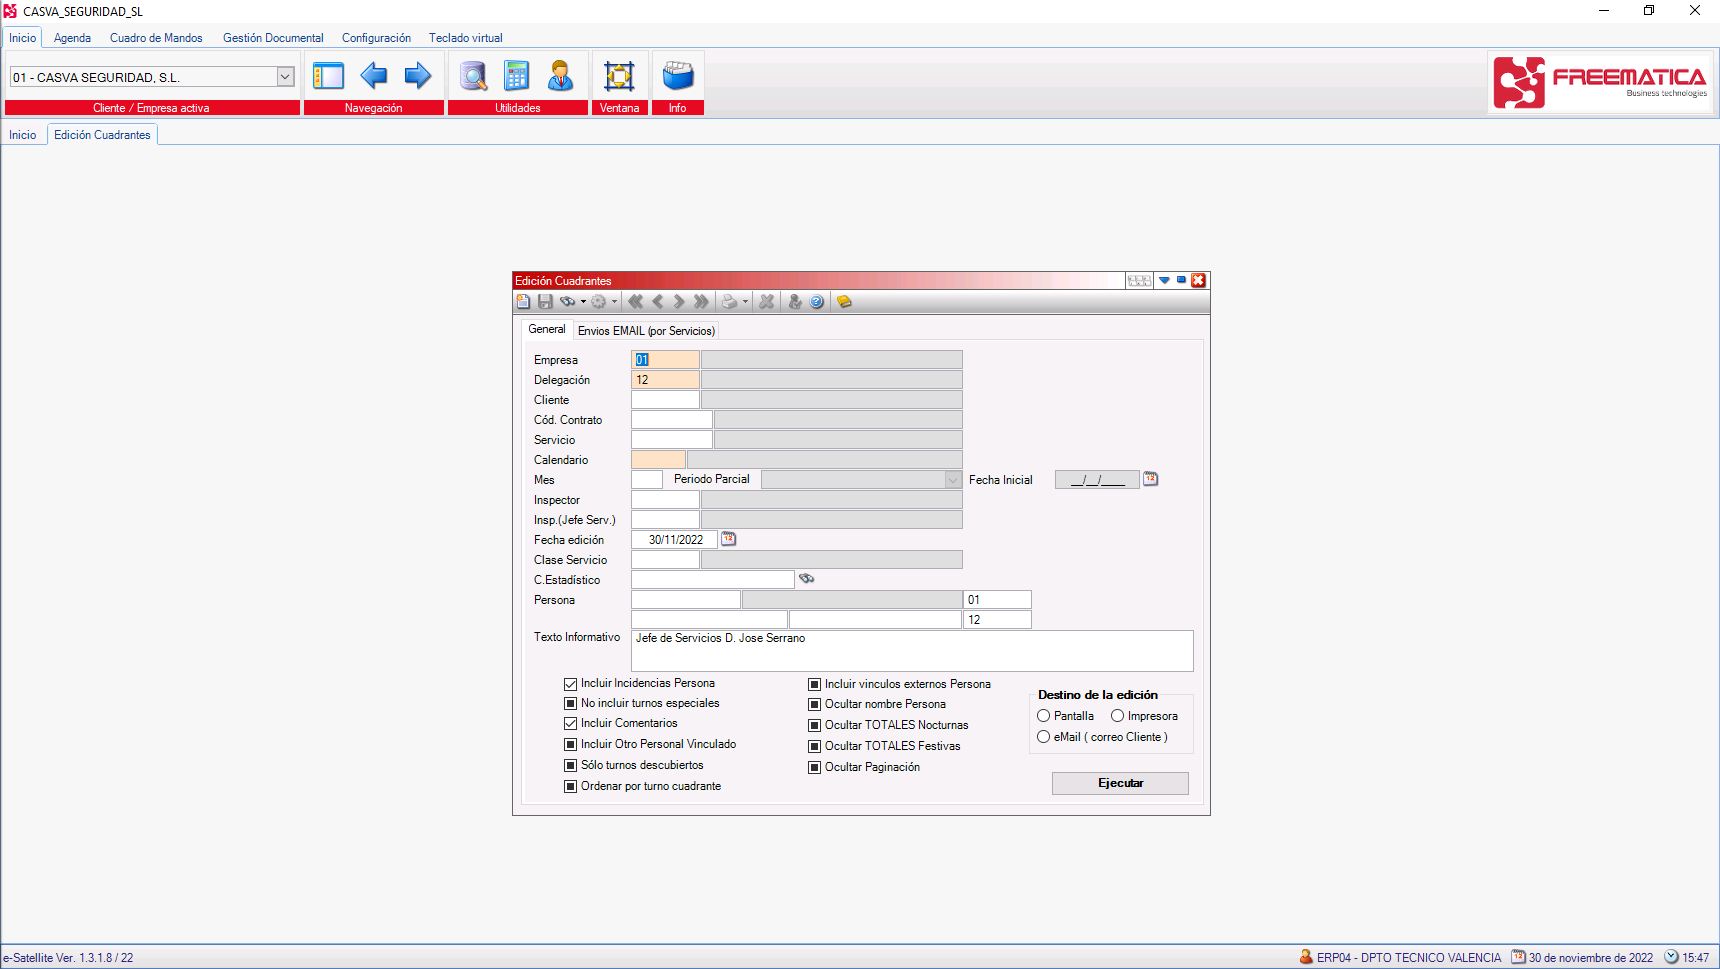 CASVA_SEGURIDAD_SL
Inicio Agenda Cuadro de Mandos Gestión Documental Configuración Teclado virtual
01 - CASVA SEGURIDAD, S.L.
Cliente / Empresa activa Navegación Utilidades Ventana Info
FREEMATICA
Business technologies
Inicio Edición Cuadrantes
Edición Cuadrantes
General Envios EMAIL (por Servicios)
Empresa 01
Delegación 12
Cliente
Cód. Contrato
Servicio
Calendario
Mes Periodo Parcial Fecha Inicial __/__/____
Inspector
Insp.(Jefe Serv.)
Fecha edición 30/11/2022
Clase Servicio
C.Estadístico
Persona 01
12
Texto Informativo Jefe de Servicios D. Jose Serrano
Incluir Incidencias Persona
No incluir turnos especiales
Incluir Comentarios
Incluir Otro Personal Vinculado
Sólo turnos descubiertos
Ordenar por turno cuadrante
Incluir vinculos externos Persona
Ocultar nombre Persona
Ocultar TOTALES Nocturnas
Ocultar TOTALES Festivas
Ocultar Paginación
Destino de la edición
Pantalla Impresora
eMail ( correo Cliente )
Ejecutar
e-Satellite Ver. 1.3.1.8 / 22 ERP04 - DPTO TECNICO VALENCIA 30 de noviembre de 2022 15:47